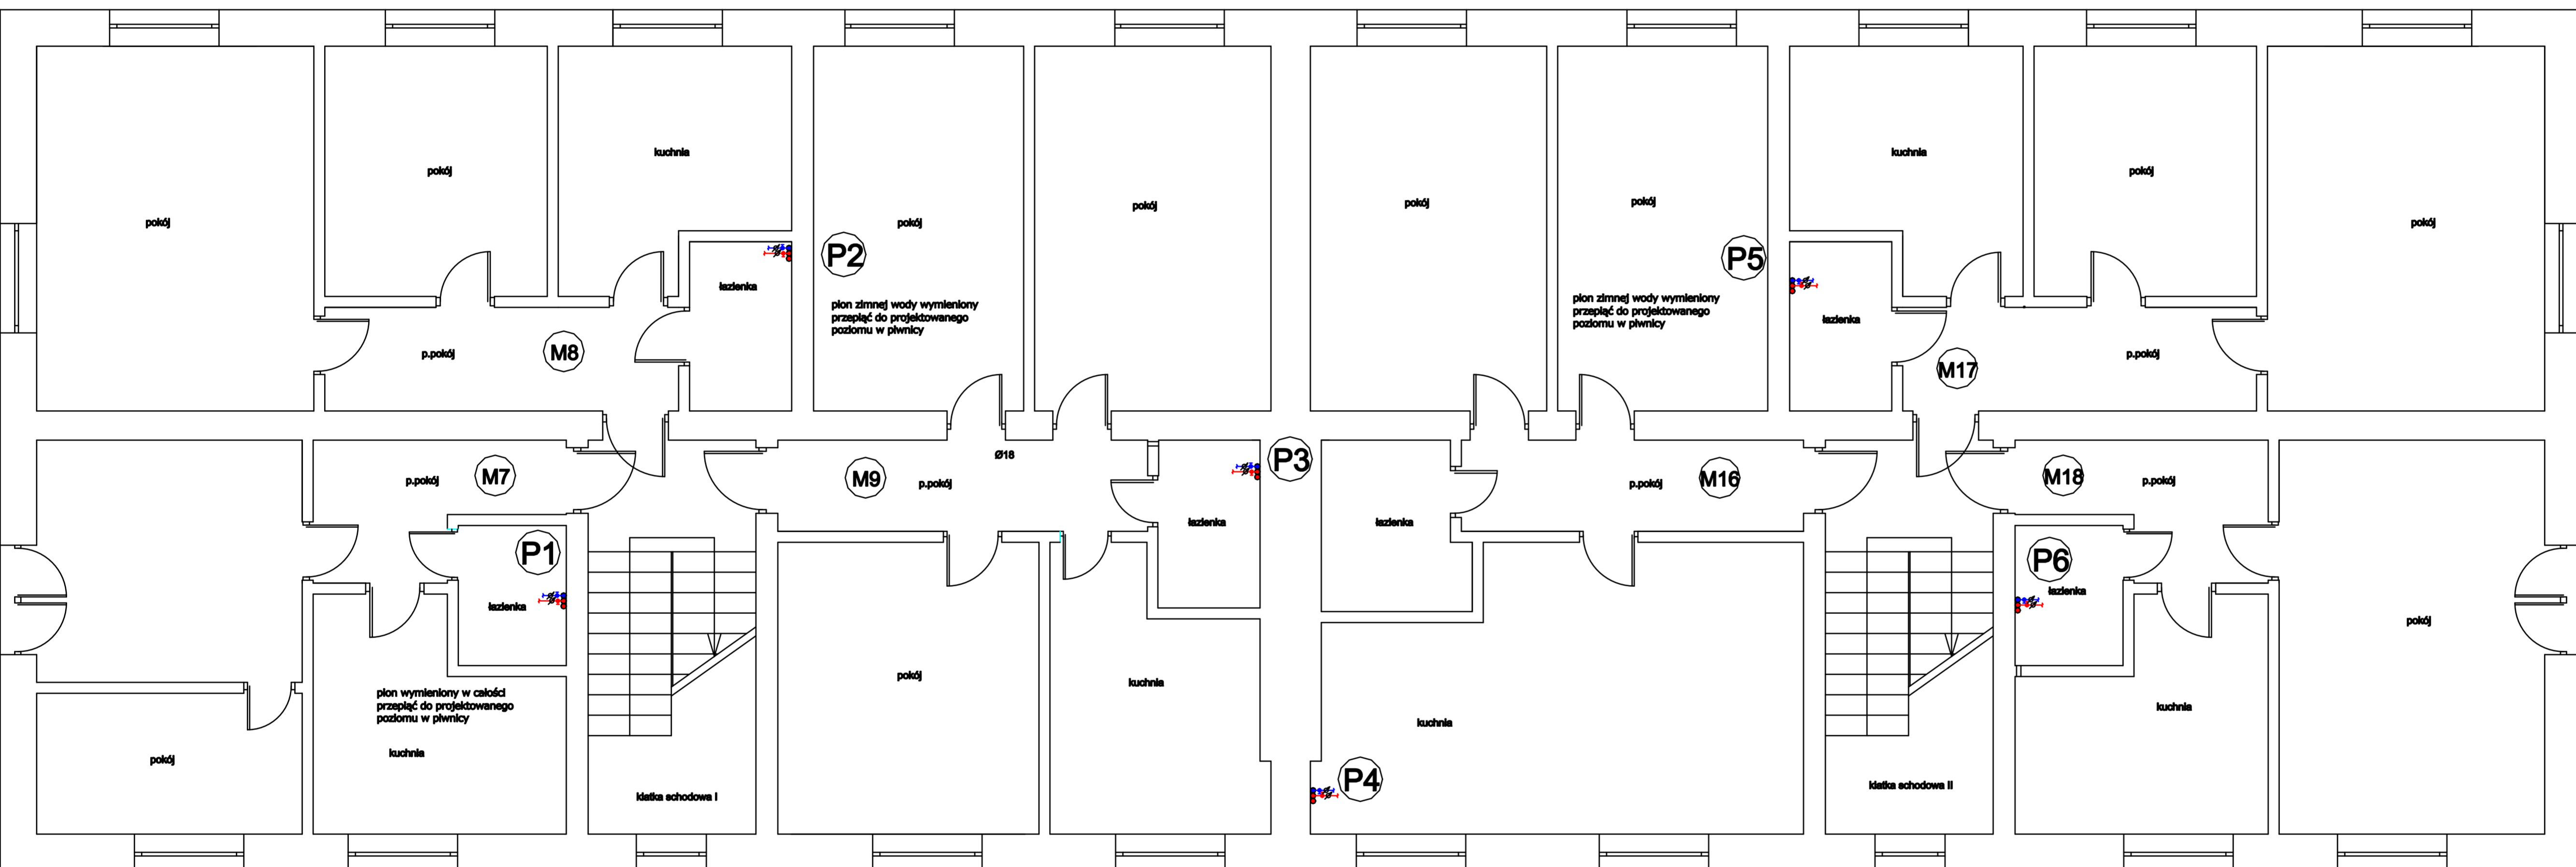 kuchnia
kuchnia
pokój
pokój
pokój
pokój
pokój
pokój
pokój
pokój
P2
P5
łazienka
pion zimnej wody wymieniony
przepiąć do projektowanego
poziomu w piwnicy
pion zimnej wody wymieniony
przepiąć do projektowanego
poziomu w piwnicy
łazienka
p.pokój
M8
M17
p.pokój
Ø18
P3
p.pokój
M7
M9
p.pokój
p.pokój
M16
M18
p.pokój
łazienka
łazienka
P1
P6
łazienka
łazienka
pokój
pokój
kuchnia
pion wymieniony w całości
przepiąć do projektowanego
poziomu w piwnicy
kuchnia
kuchnia
kuchnia
pokój
P4
klatka schodowa I
klatka schodowa II